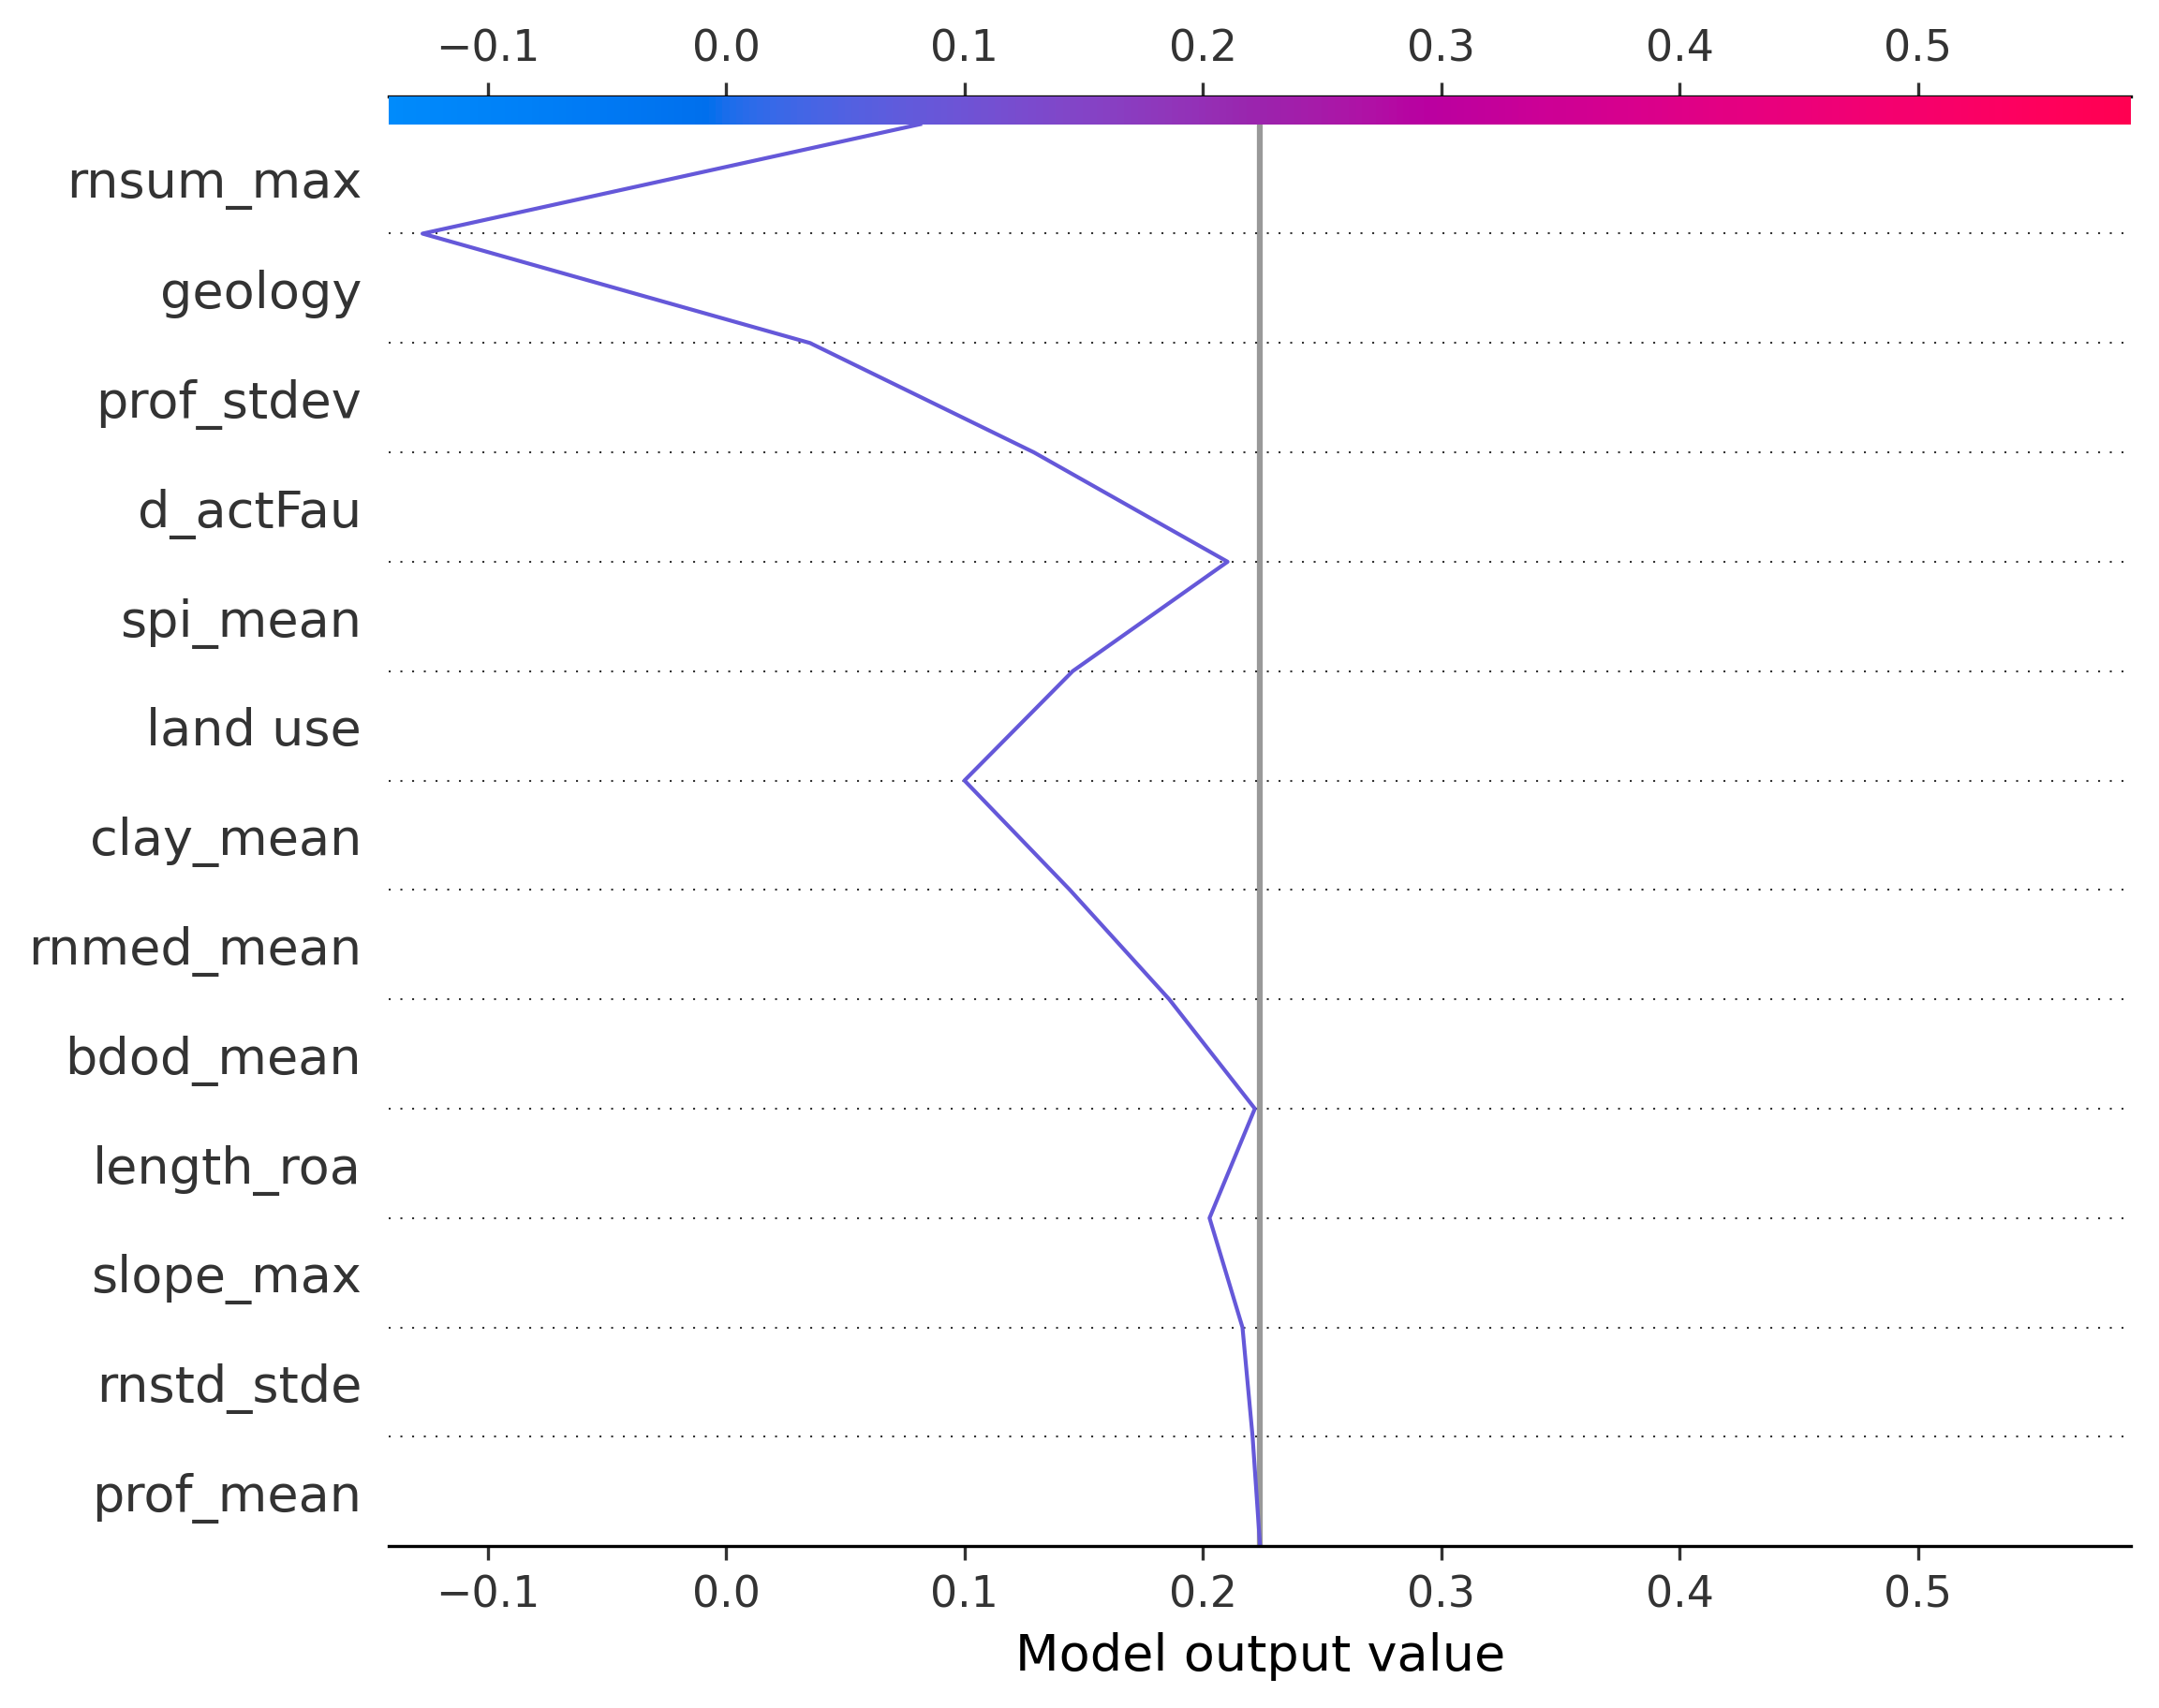 −0.1 0.0 0.1 0.2 0.3 0.4 0.5
rnsum_max
geology
prof_stdev
d_actFau
spi_mean
land use
clay_mean
rnmed_mean
bdod_mean
length_roa
slope_max
rnstd_stde
prof_mean
−0.1 0.0 0.1 0.2 0.3 0.4 0.5
Model output value